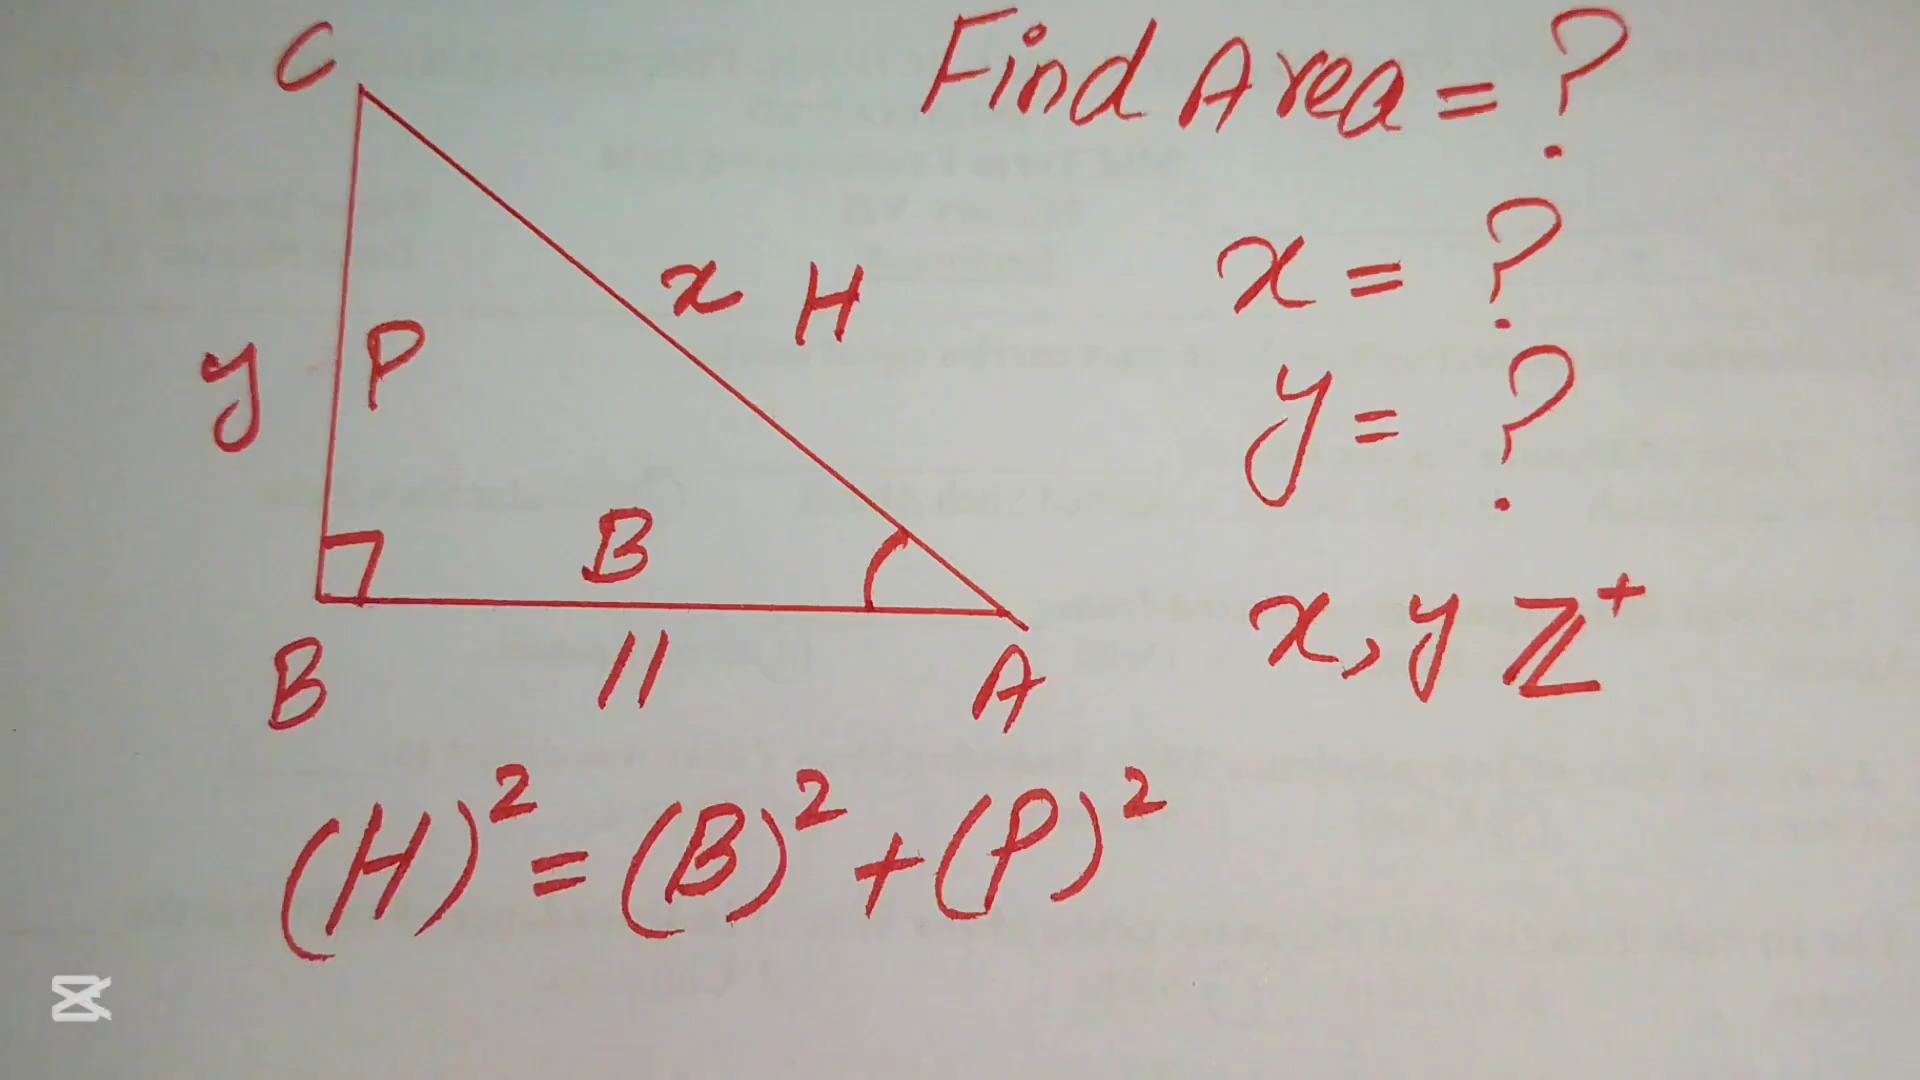 C
Find Area = ?
x H
x = ?
y P
y = ?
B
x, y Z⁺
B
11
A
(H)² = (B)² + (P)²